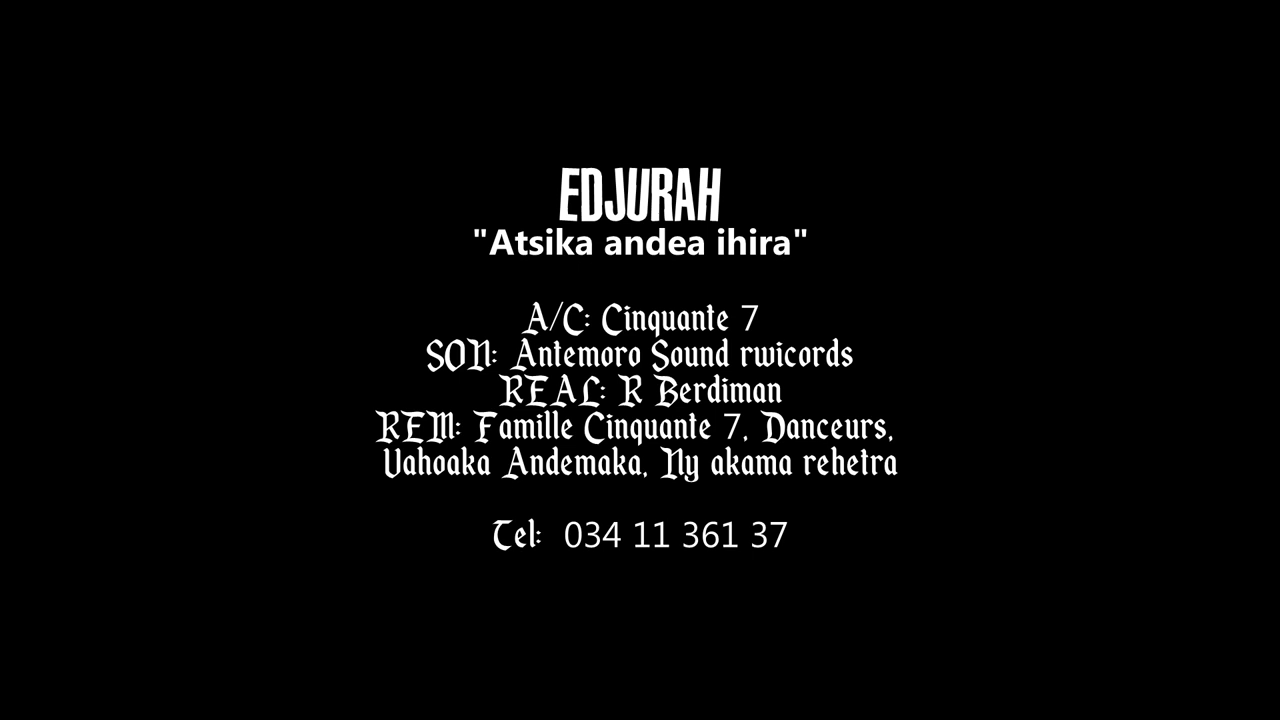 EDJURAH
"Atsika andea ihira"
A/C: Cinquante 7
SON: Antemoro Sound rwicords
REAL: R Berdiman
REM: Famille Cinquante 7, Danceurs,
Vahoaka Andemaka, Ny akama rehetra
Tel: 034 11 361 37